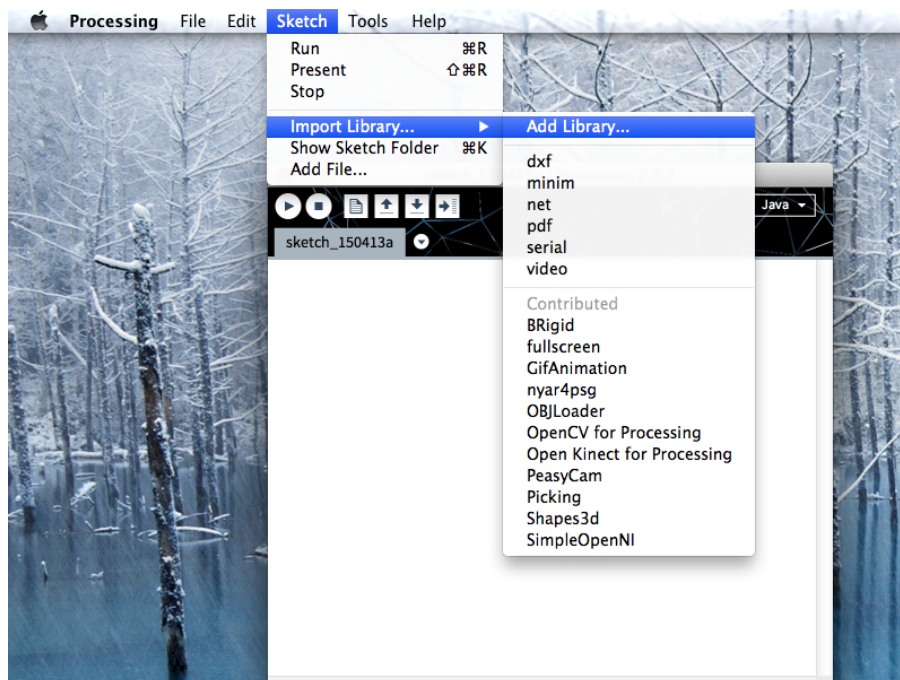 Processing File Edit Sketch Tools Help
Run ⌘R
Present ⇧⌘R
Stop
Import Library... ▶
Show Sketch Folder ⌘K
Add File...
Add Library...
dxf
minim
net
pdf
serial
video
Contributed
BRigid
fullscreen
GifAnimation
nyar4psg
OBJLoader
OpenCV for Processing
Open Kinect for Processing
PeasyCam
Picking
Shapes3d
SimpleOpenNI
Java
sketch_150413a